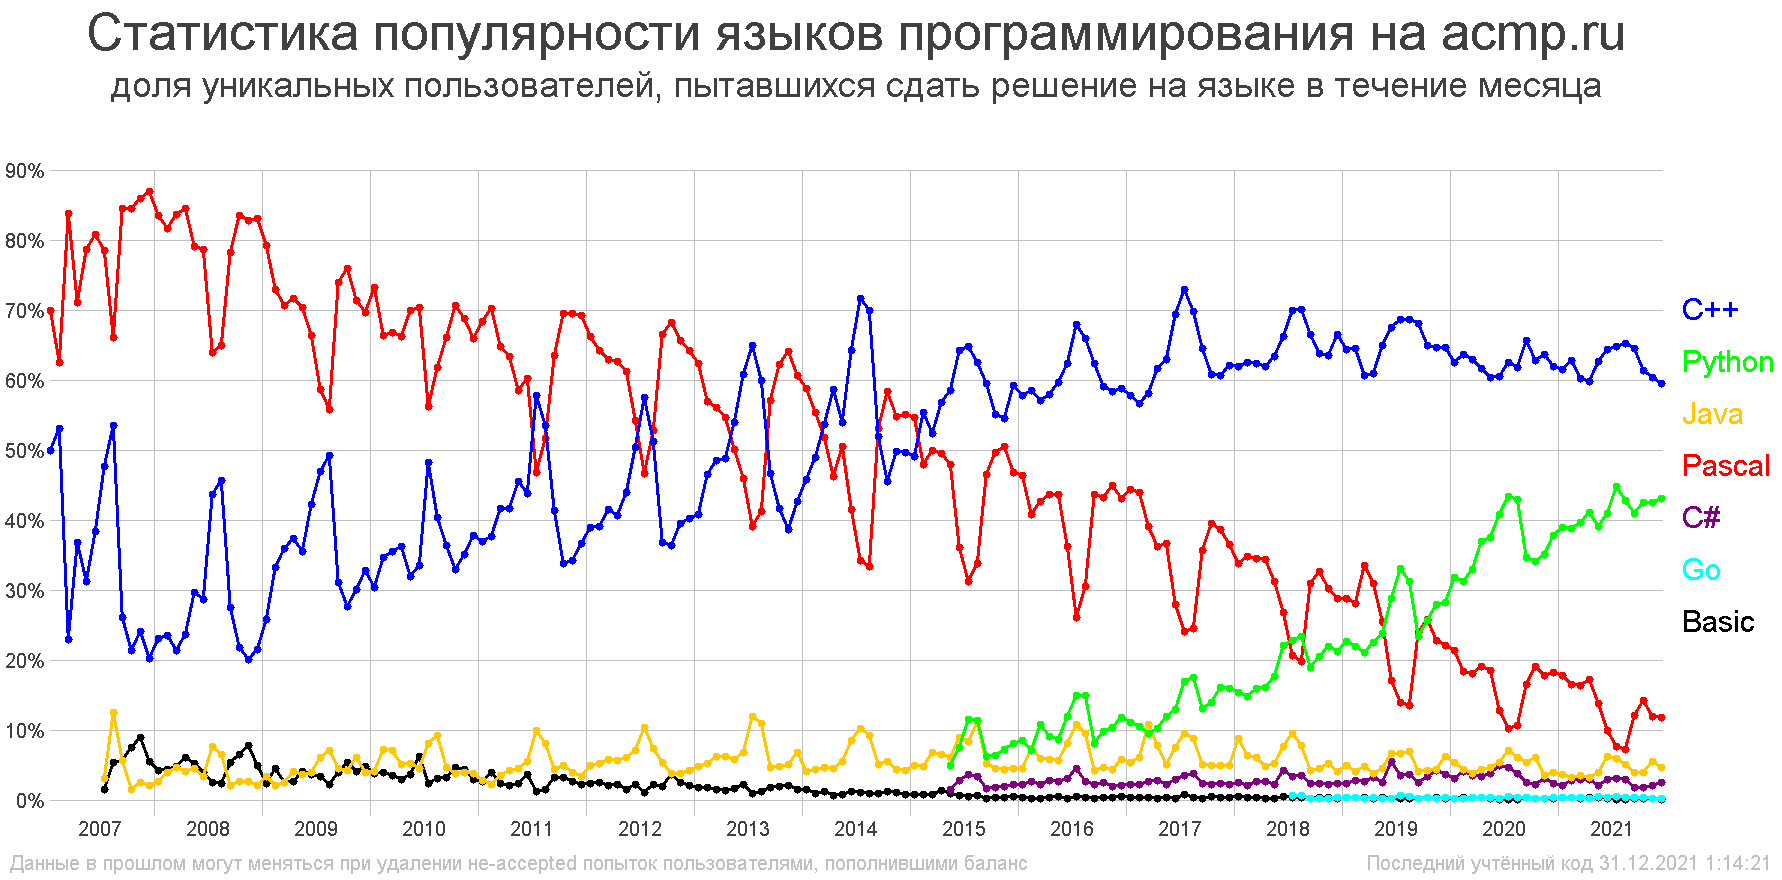 Статистика популярности языков программирования на acmp.ru
доля уникальных пользователей, пытавшихся сдать решение на языке в течение месяца
90%
80%
70%
60%
50%
40%
30%
20%
10%
0%
C++
Python
Java
Pascal
C#
Go
Basic
2007 2008 2009 2010 2011 2012 2013 2014 2015 2016 2017 2018 2019 2020 2021
Данные в прошлом могут меняться при удалении не-accepted попыток пользователями, пополнившими баланс
Последний учтённый код 31.12.2021 1:14:21